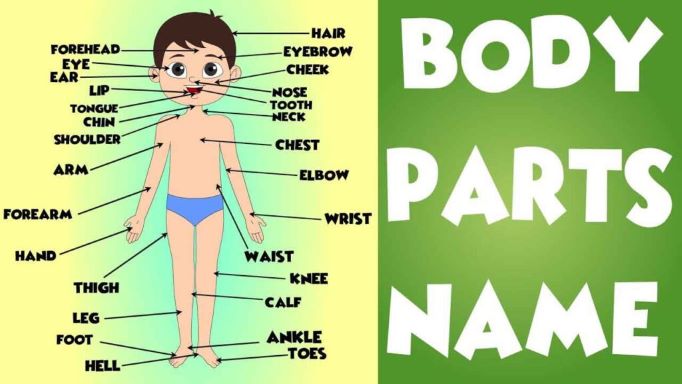 HAIR
FOREHEAD
EYEBROW
EYE
CHEEK
EAR
LIP
NOSE
TONGUE
TOOTH
CHIN
NECK
SHOULDER
CHEST
ARM
ELBOW
FOREARM
WRIST
HAND
WAIST
KNEE
THIGH
CALF
LEG
ANKLE
FOOT
TOES
HELL
BODY
PARTS
NAME